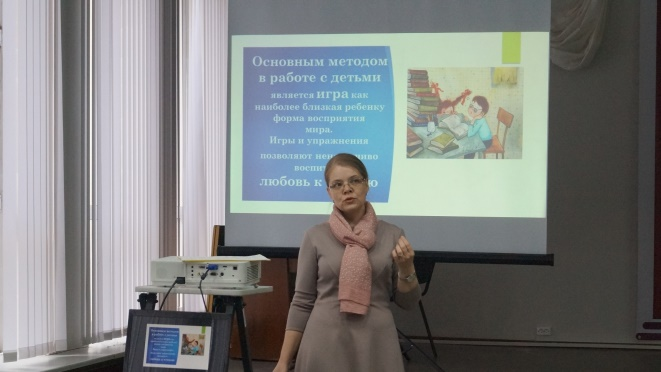 Основным методом
в работе с детьми
является игра как
наиболее близкая ребенку
форма восприятия
мира.
Игры и упражнения
позволяют
любовь к